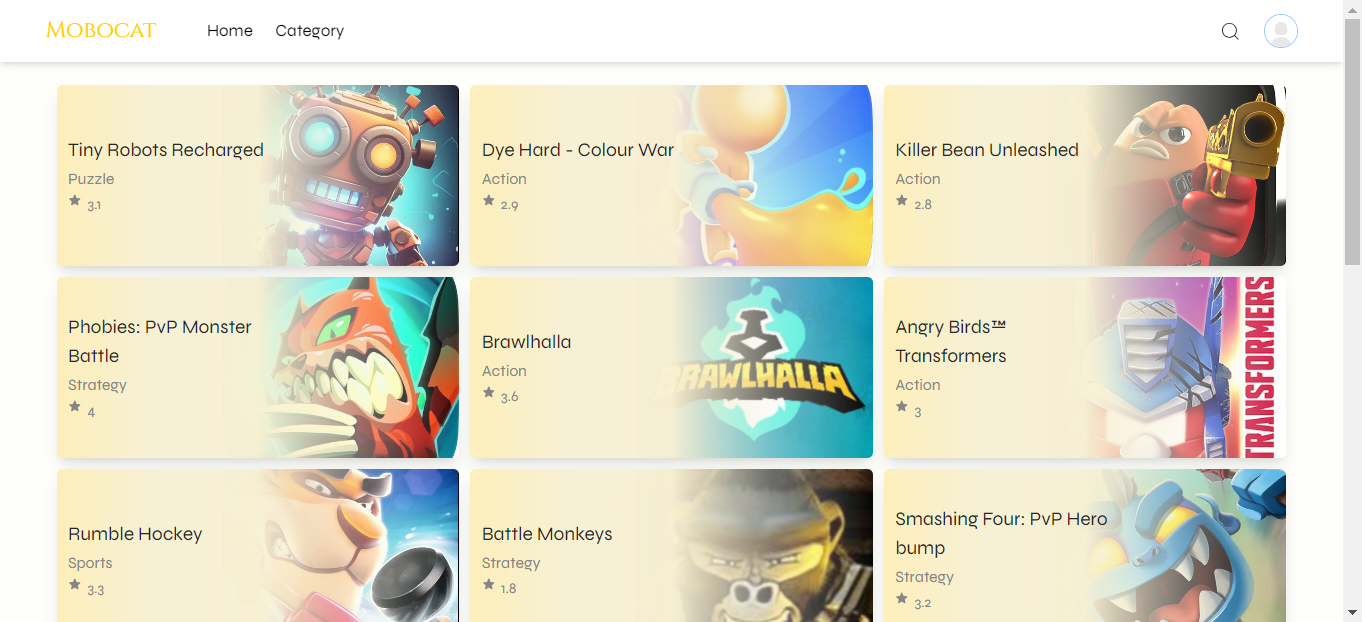 Mobocat
Home
Category
Tiny Robots Recharged
Puzzle
3.1
Dye Hard - Colour War
Action
2.9
Killer Bean Unleashed
Action
2.8
Phobies: PvP Monster
Battle
Strategy
4
Brawlhalla
Action
3.6
BRAWLHALLA
Angry Birds™
Transformers
Action
3
TRANSFORMERS
Rumble Hockey
Sports
3.3
Battle Monkeys
Strategy
1.8
Smashing Four: PvP Hero
bump
Strategy
3.2